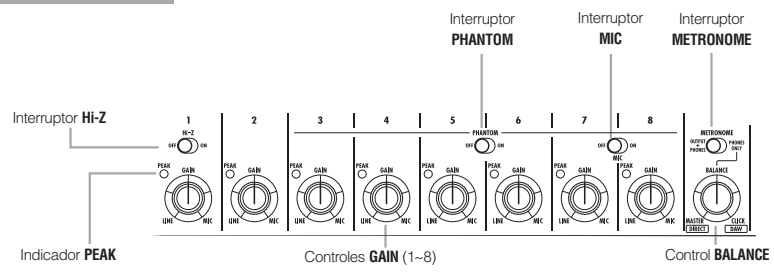 Interruptor
PHANTOM
Interruptor
MIC
Interruptor
METRONOME
Interruptor Hi-Z
1 2 3 4 5 6 7 8
Hi-Z
OFF ON
PHANTOM
OFF ON
OFF ON
MIC
METRONOME
OUTPUT + PHONES
PHONES ONLY
PEAK GAIN PEAK GAIN PEAK GAIN PEAK GAIN PEAK GAIN PEAK GAIN PEAK GAIN PEAK GAIN BALANCE
LINE MIC LINE MIC LINE MIC LINE MIC LINE MIC LINE MIC LINE MIC LINE MIC MASTER CLICK
DIRECT DAW
Indicador PEAK
Controles GAIN (1~8)
Control BALANCE